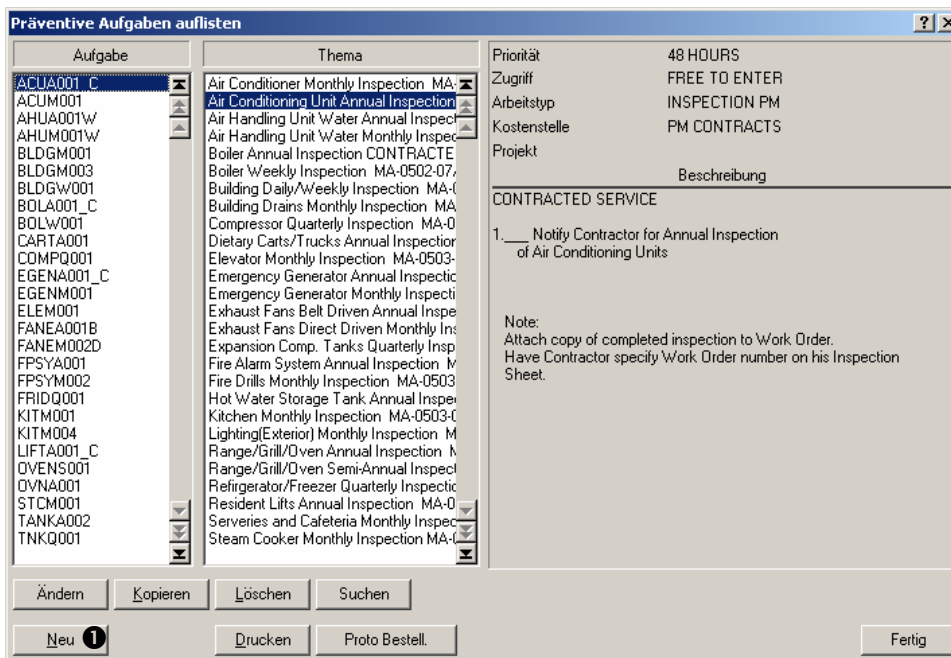 Präventive Aufgaben auflisten
Aufgabe
ACUA001_C
ACUM001
AHUA001W
AHUM001W
BLDGM001
BLDGM003
BLDGW001
BOLA001_C
BOLW001
CARTA001
COMPQ001
EGENA001_C
EGENM001
ELEM001
FANEA001B
FANEM002D
FPSYA001
FPSYM002
FRIDQ001
KITM001
KITM004
LIFTA001_C
OVENS001
OVNA001
STCM001
TANKA002
TNKQ001
Thema
Air Conditioner Monthly Inspection MA-
Air Conditioning Unit Annual Inspection
Air Handling Unit Water Annual Inspect
Air Handling Unit Water Monthly Inspec
Boiler Annual Inspection CONTRACTE
Boiler Weekly Inspection MA-0502-07,
Building Daily/Weekly Inspection MA-0
Building Drains Monthly Inspection MA-
Compressor Quarterly Inspection MA-0
Dietary Carts/Trucks Annual Inspection
Elevator Monthly Inspection MA-0503-
Emergency Generator Annual Inspectic
Emergency Generator Monthly Inspecti
Exhaust Fans Belt Driven Annual Inspe
Exhaust Fans Direct Driven Monthly Ins
Expansion Comp. Tanks Quarterly Insp
Fire Alarm System Annual Inspection M
Fire Drills Monthly Inspection MA-0503
Hot Water Storage Tank Annual Inspe
Kitchen Monthly Inspection MA-0503-0
Lighting(Exterior) Monthly Inspection M
Range/Grill/Oven Annual Inspection M
Range/Grill/Oven Semi-Annual Inspect
Refirgerator/Freezer Quarterly Inspectic
Resident Lifts Annual Inspection MA-0
Serveries and Cafeteria Monthly Inspec
Steam Cooker Monthly Inspection MA-0
Priorität 48 HOURS
Zugriff FREE TO ENTER
Arbeitstyp INSPECTION PM
Kostenstelle PM CONTRACTS
Projekt
Beschreibung
CONTRACTED SERVICE
1.___ Notify Contractor for Annual Inspection
of Air Conditioning Units
Note:
Attach copy of completed inspection to Work Order.
Have Contractor specify Work Order number on his Inspection
Sheet.
Ändern Kopieren Löschen Suchen
Neu 1 Drucken Proto Bestell. Fertig